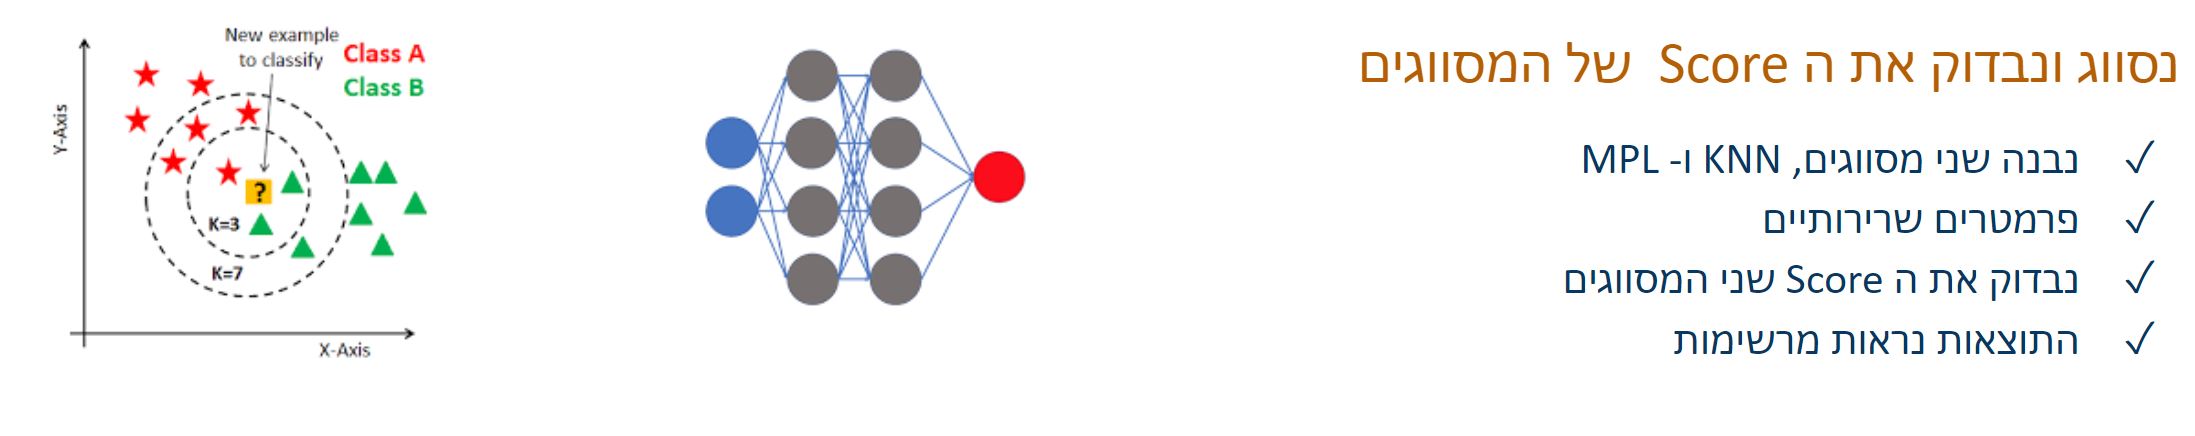 נסווג ונבדוק את ה Score של המסווגים
✓ נבנה שני מסווגים, KNN ו- MPL
✓ פרמטרים שרירותיים
✓ נבדוק את ה Score שני המסווגים
✓ התוצאות נראות מרשימות
New example
to classify
Class A
Class B
Y-Axis
?
K=3
K=7
X-Axis